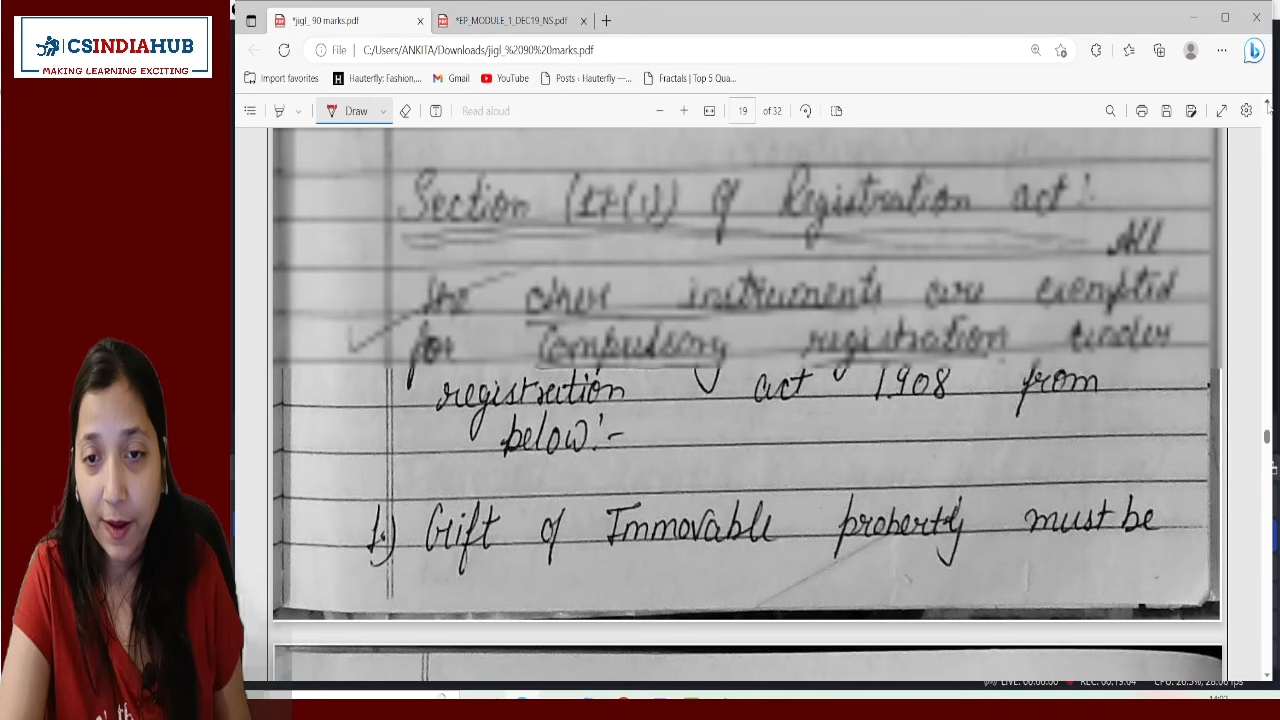 CSINDIAHUB
MAKING LEARNING EXCITING
*jigl_ 90 marks.pdf
*EP_MODULE_1_DEC19_NS.pdf
File C:/Users/ANKITA/Downloads/jigl_%2090%20marks.pdf
Import favorites Hauterfly: Fashion,... Gmail YouTube Posts ‹ Hauterfly —... Fractals | Top 5 Qua...
Draw Read aloud 19 of 32
Section (17(1)) of Registration act :-
All
the other instruments are exempted
for Compulsory registration under
registration act 1908 from
below :-
1.) Gift of Immovable property must be